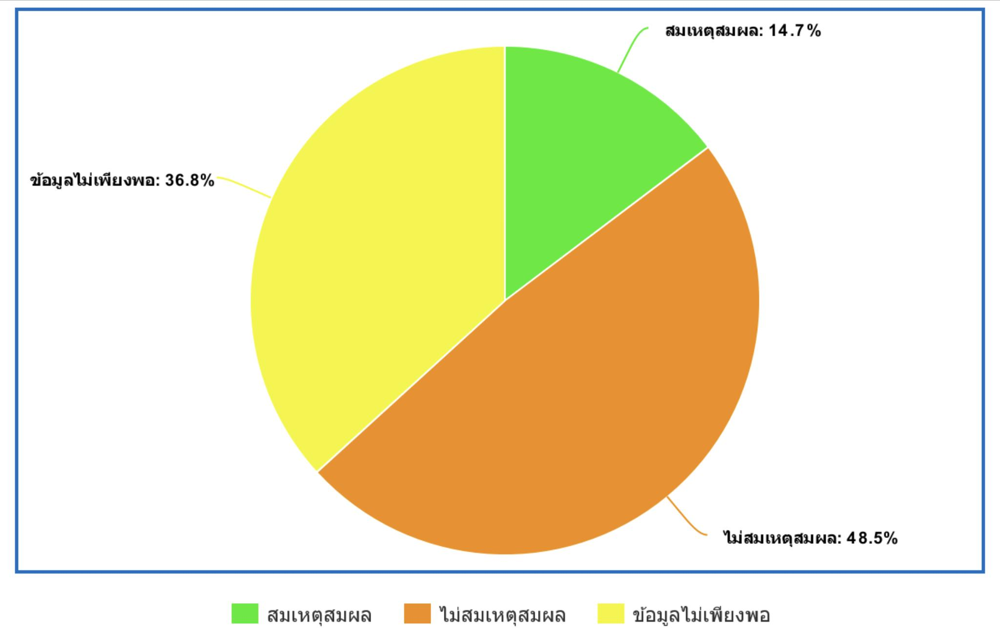 สมเหตุสมผล: 14.7%
ข้อมูลไม่เพียงพอ: 36.8%
ไม่สมเหตุสมผล: 48.5%
สมเหตุสมผล ไม่สมเหตุสมผล ข้อมูลไม่เพียงพอ